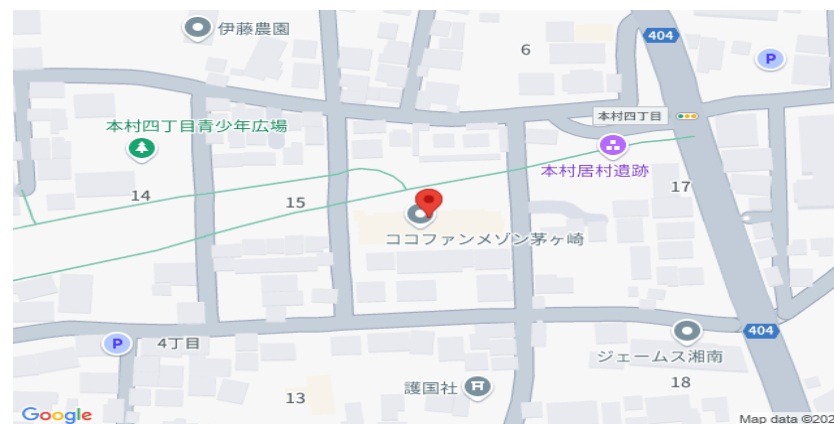 伊藤農園
6
404
P
本村四丁目
本村四丁目青少年広場
本村居村遺跡
14
15
17
ココファンメゾン茅ヶ崎
P
4丁目
404
ジェームス湘南
護国社
18
13
Google
Map data ©202